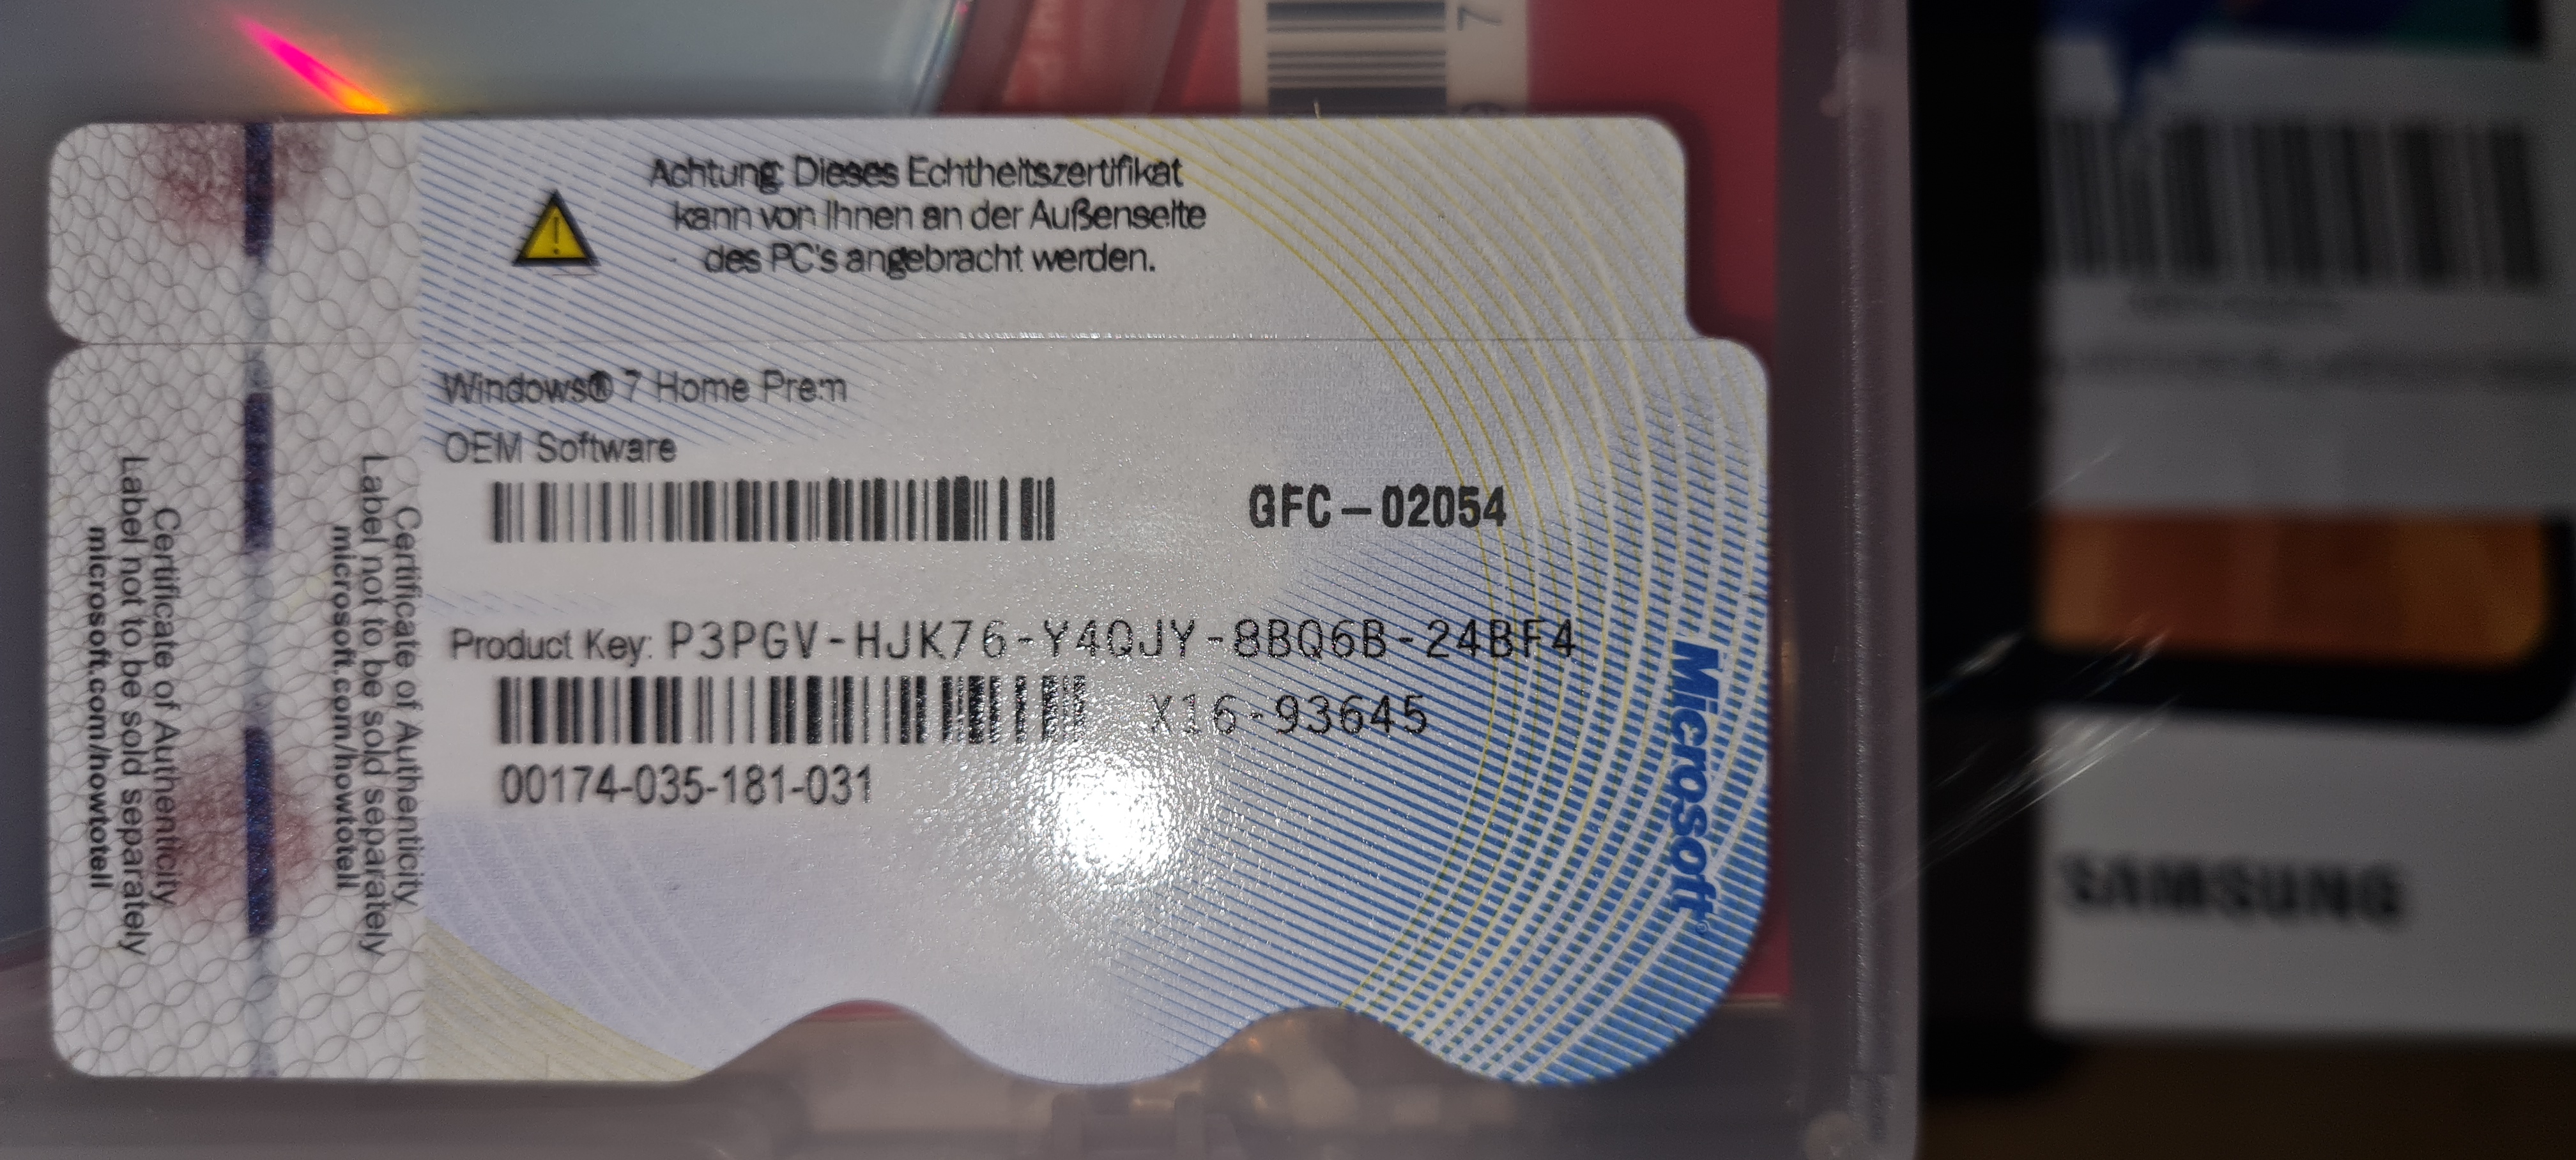 7
Achtung: Dieses Echtheitszertifikat
kann von Ihnen an der Außenseite
des PC's angebracht werden.
Windows® 7 Home Prem
OEM Software
GFC-02054
Product Key: P3PGV-HJK76-Y4QJY-8BQ6B-24BF4
X16-93645
00174-035-181-031
Microsoft®
Certificate of Authenticity
Label not to be sold separately
microsoft.com/howtotell
Certificate of Authenticity
Label not to be sold separately
microsoft.com/howtotell
SAMSUNG